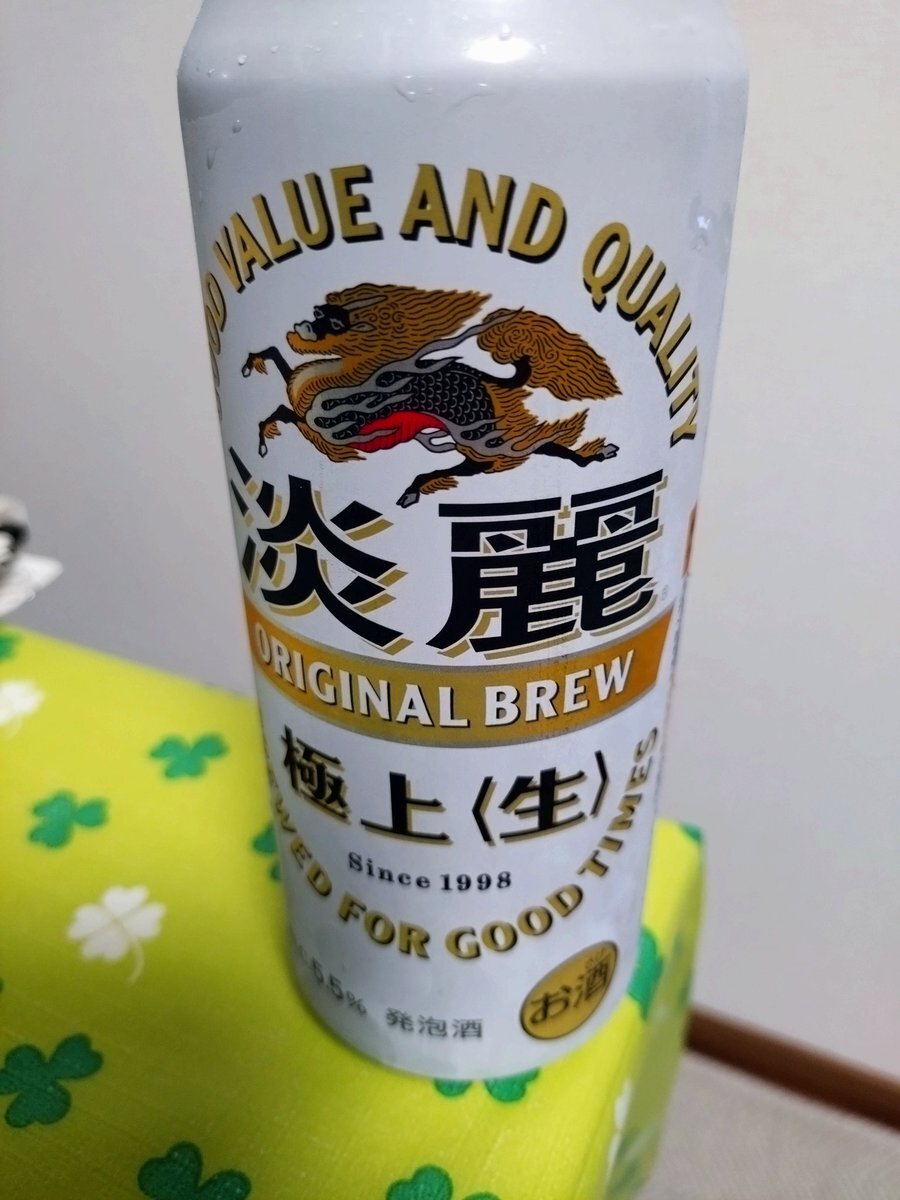 VALUE AND QUALITY
淡麗
ORIGINAL BREW
極上〈生〉
Since 1998
FOR GOOD TIMES
5.5% 発泡酒
お酒